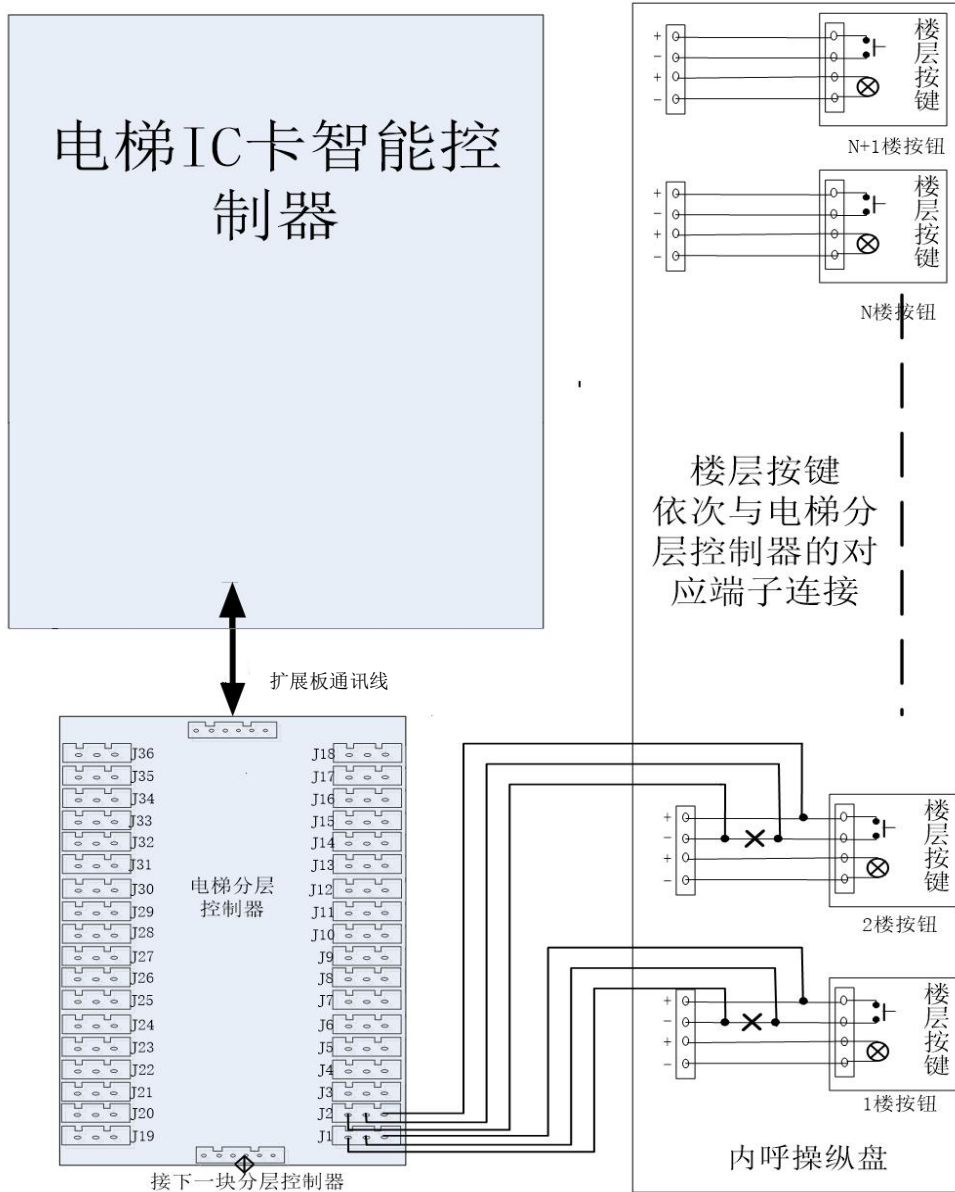 电梯IC卡智能控
制器
扩展板通讯线
J36
J35
J34
J33
J32
J31
J30
J29
J28
J27
J26
J25
J24
J23
J22
J21
J20
J19
电梯分层
控制器
J18
J17
J16
J15
J14
J13
J12
J11
J10
J9
J8
J7
J6
J5
J4
J3
J2
J1
接下一块分层控制器
+
-
+
-
楼层按键
N+1楼按钮
+
-
+
-
楼层按键
N楼按钮
楼层按键
依次与电梯分
层控制器的对
应端子连接
+
-
+
-
楼层按键
2楼按钮
+
-
+
-
楼层按键
1楼按钮
内呼操纵盘